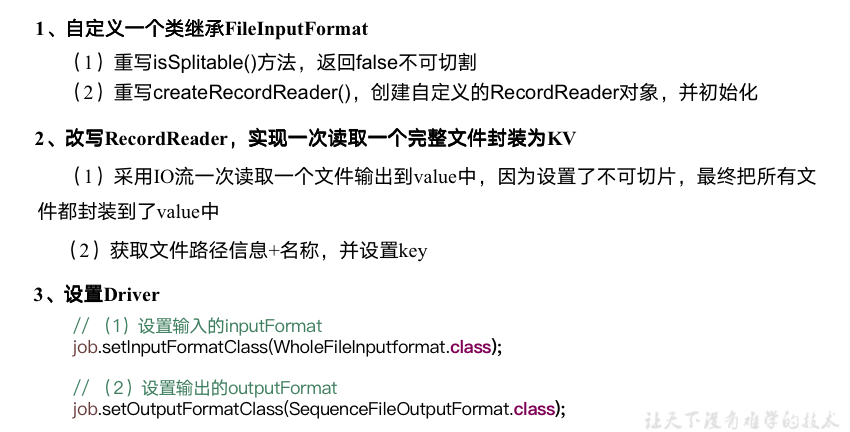 1、自定义一个类继承FileInputFormat
（1）重写isSplitable()方法，返回false不可切割
（2）重写createRecordReader()，创建自定义的RecordReader对象，并初始化
2、改写RecordReader，实现一次读取一个完整文件封装为KV
（1）采用IO流一次读取一个文件输出到value中，因为设置了不可切片，最终把所有文
件都封装到了value中
（2）获取文件路径信息+名称，并设置key
3、设置Driver
// （1）设置输入的inputFormat
job.setInputFormatClass(WholeFileInputformat.class);
// （2）设置输出的outputFormat
job.setOutputFormatClass(SequenceFileOutputFormat.class);
让天下没有难学的技术